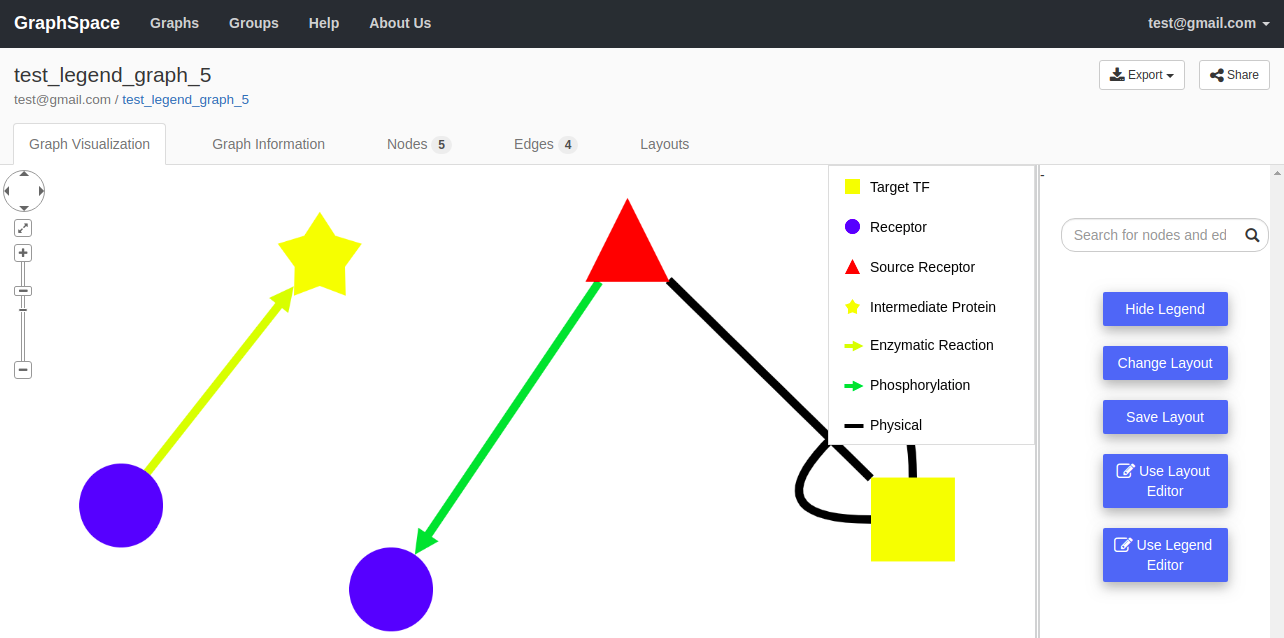 GraphSpace Graphs Groups Help About Us test@gmail.com
test_legend_graph_5
Export Share
test@gmail.com / test_legend_graph_5
Graph Visualization Graph Information Nodes 5 Edges 4 Layouts
Target TF
Receptor
Source Receptor
Intermediate Protein
Enzymatic Reaction
Phosphorylation
Physical
-
Search for nodes and ed
Hide Legend
Change Layout
Save Layout
Use Layout
Editor
Use Legend
Editor